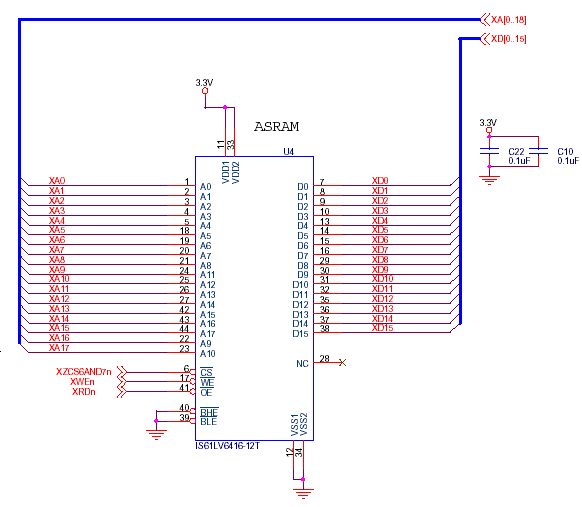 XA[0..18]
XD[0..15]
3.3V
ASRAM
U4
11
33
VDD1
VDD2
3.3V
C22
0.1uF
C10
0.1uF
XA0 1 A0 D0 7 XD0
XA1 2 A1 D1 8 XD1
XA2 3 A2 D2 9 XD2
XA3 4 A3 D3 10 XD3
XA4 5 A4 D4 13 XD4
XA5 18 A5 D5 14 XD5
XA6 19 A6 D6 15 XD6
XA7 20 A7 D7 16 XD7
XA8 21 A8 D8 29 XD8
XA9 24 A11 D9 30 XD9
XA10 25 A12 D10 31 XD10
XA11 26 A13 D11 32 XD11
XA12 27 A14 D12 35 XD12
XA13 42 A15 D13 36 XD13
XA14 43 A16 D14 37 XD14
XA15 44 A17 D15 38 XD15
XA16 22 A9
XA17 23 A10
NC 28
XZCS6AND7n 6 CS
XWEn 17 WE
XRDn 41 OE
40 BHE
39 BLE
VSS1
VSS2
12
34
IS61LV6416-12T